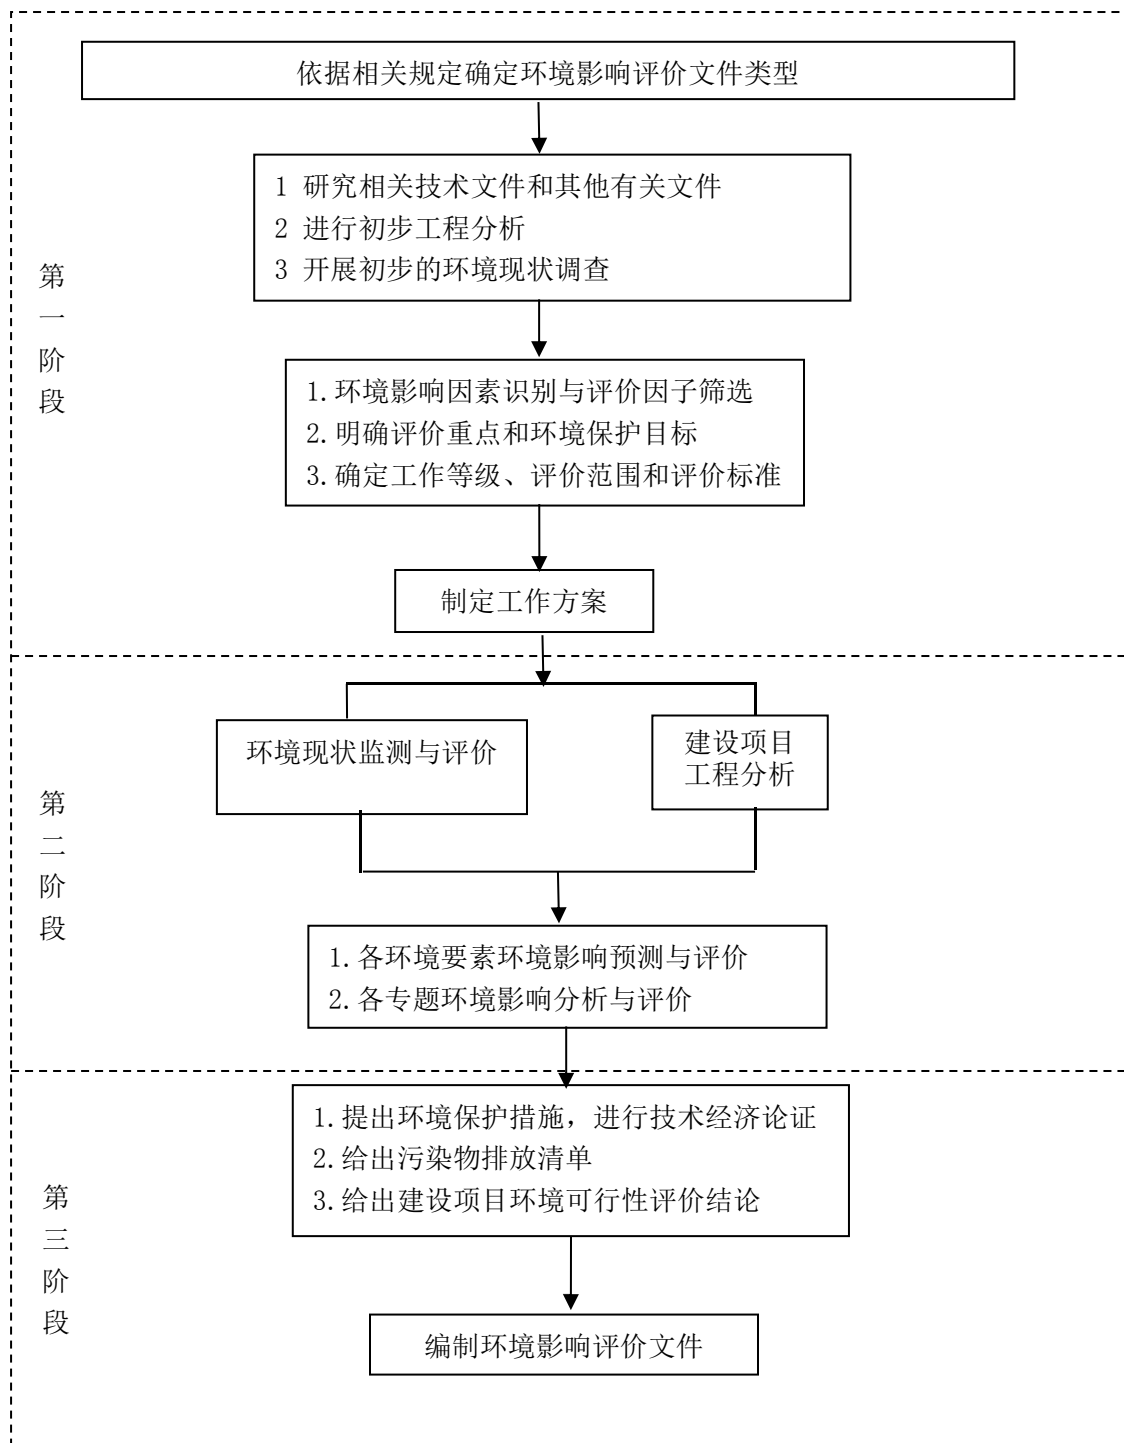 依据相关规定确定环境影响评价文件类型
1 研究相关技术文件和其他有关文件
2 进行初步工程分析
3 开展初步的环境现状调查
第
一
阶
段
1.环境影响因素识别与评价因子筛选
2.明确评价重点和环境保护目标
3.确定工作等级、评价范围和评价标准
制定工作方案
环境现状监测与评价
建设项目
工程分析
第
二
阶
段
1.各环境要素环境影响预测与评价
2.各专题环境影响分析与评价
1.提出环境保护措施，进行技术经济论证
2.给出污染物排放清单
3.给出建设项目环境可行性评价结论
第
三
阶
段
编制环境影响评价文件